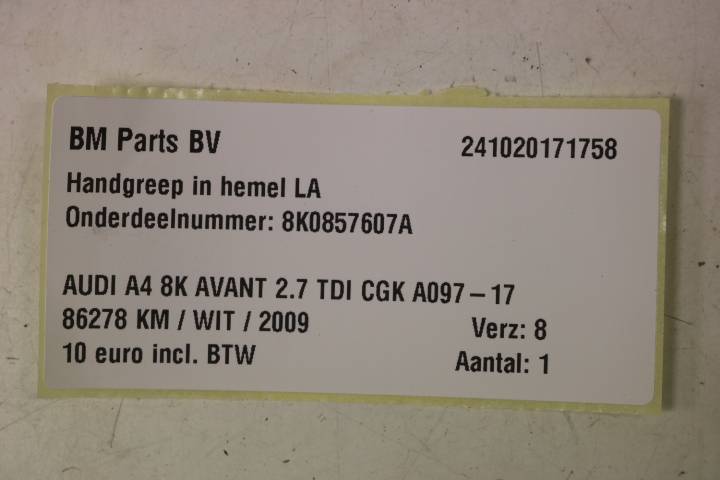 BM Parts BV 241020171758
Handgreep in hemel LA
Onderdeelnummer: 8K0857607A
AUDI A4 8K AVANT 2.7 TDI CGK A097-17
86278 KM / WIT / 2009 Verz: 8
10 euro incl. BTW Aantal: 1